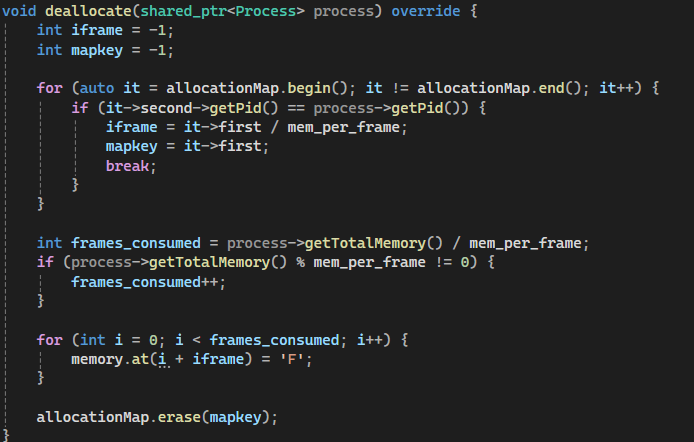 void deallocate(shared_ptr<Process> process) override {
    int iframe = -1;
    int mapkey = -1;

    for (auto it = allocationMap.begin(); it != allocationMap.end(); it++) {
        if (it->second->getPid() == process->getPid()) {
            iframe = it->first / mem_per_frame;
            mapkey = it->first;
            break;
        }
    }

    int frames_consumed = process->getTotalMemory() / mem_per_frame;
    if (process->getTotalMemory() % mem_per_frame != 0) {
        frames_consumed++;
    }

    for (int i = 0; i < frames_consumed; i++) {
        memory.at(i + iframe) = 'F';
    }

    allocationMap.erase(mapkey);
}